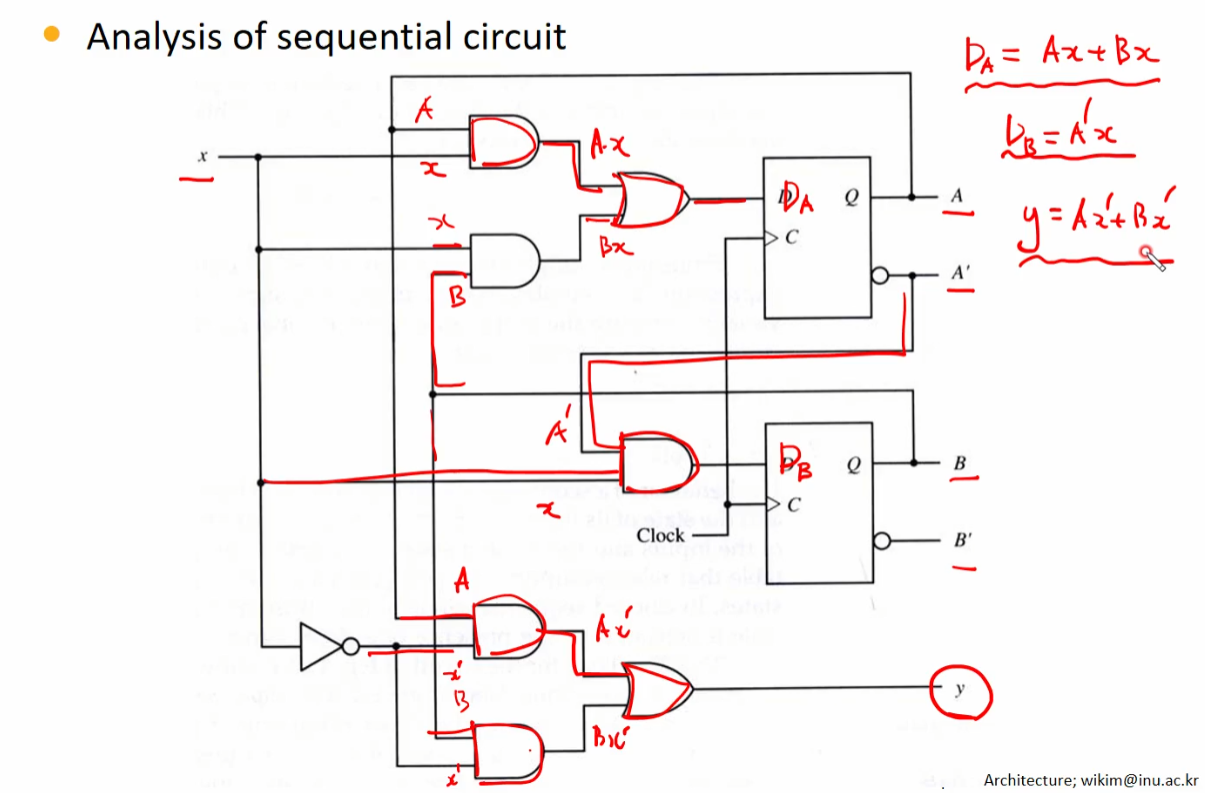 • Analysis of sequential circuit
D_A = Ax + Bx
D_B = A'x
y = Ax' + Bx'
A
x
x
A·x
D_A
Q
A
x
C
B
Bx
A'
A'
D_B
Q
B
x
C
Clock
B'
A
Ax'
x'
B
y
Bx'
x'
Architecture; wikim@inu.ac.kr